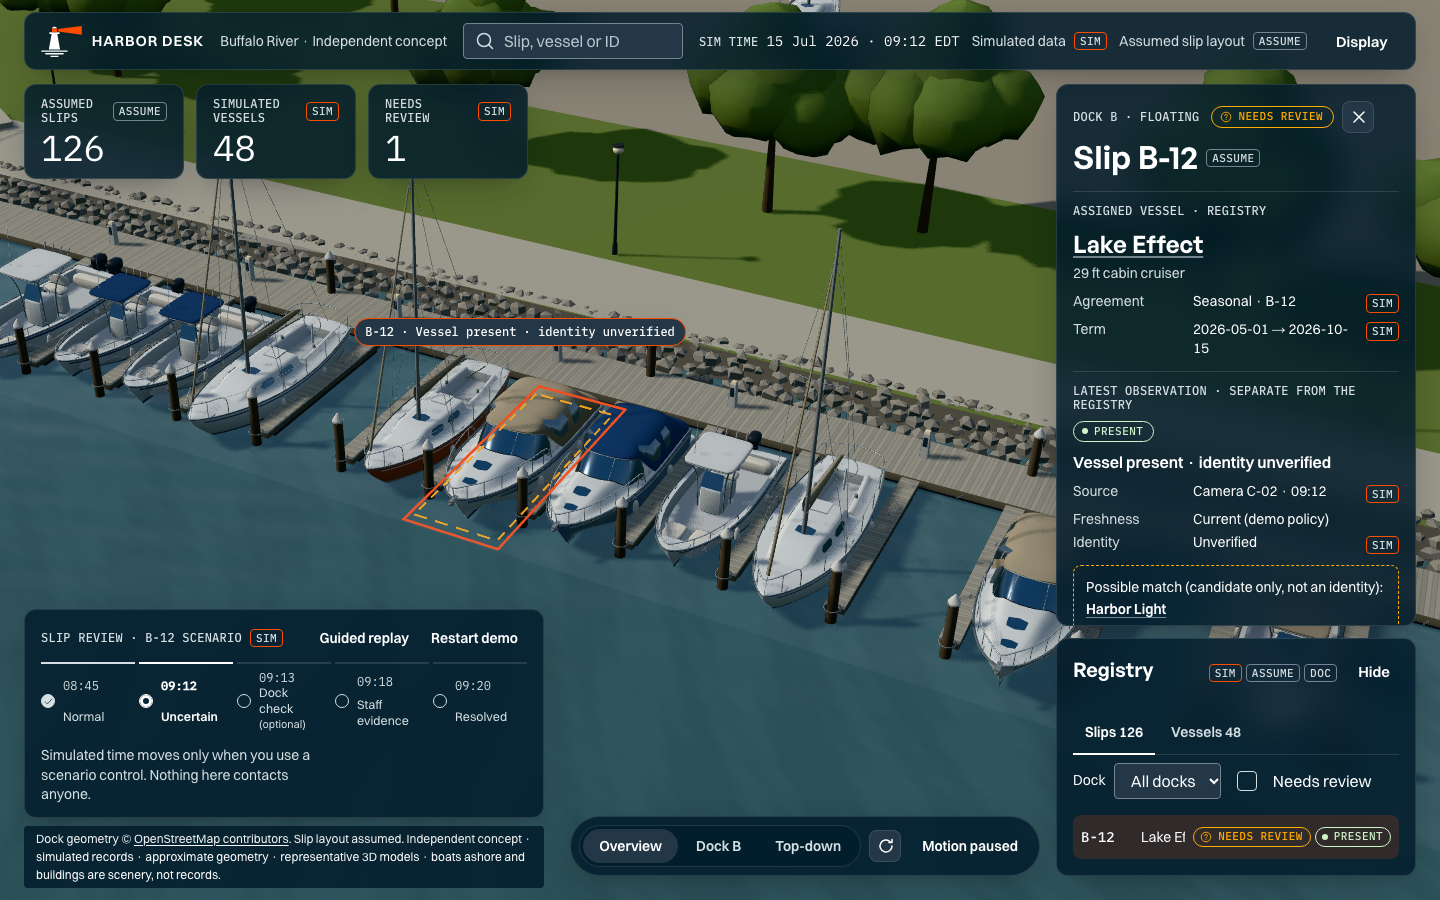 HARBOR DESK
Buffalo River · Independent concept
Slip, vessel or ID
SIM TIME 15 Jul 2026 · 09:12 EDT
Simulated data SIM
Assumed slip layout ASSUME
Display
ASSUMED SLIPS ASSUME
126
SIMULATED VESSELS SIM
48
NEEDS REVIEW SIM
1
B-12 · Vessel present · identity unverified
DOCK B · FLOATING NEEDS REVIEW
Slip B-12 ASSUME
ASSIGNED VESSEL · REGISTRY
Lake Effect
29 ft cabin cruiser
Agreement Seasonal · B-12 SIM
Term 2026-05-01 → 2026-10-15 SIM
LATEST OBSERVATION · SEPARATE FROM THE
REGISTRY
PRESENT
Vessel present · identity unverified
Source Camera C-02 · 09:12 SIM
Freshness Current (demo policy)
Identity Unverified SIM
Possible match (candidate only, not an identity):
Harbor Light
SLIP REVIEW · B-12 SCENARIO SIM
Guided replay
Restart demo
08:45
Normal
09:12
Uncertain
09:13
Dock
check
(optional)
09:18
Staff
evidence
09:20
Resolved
Simulated time moves only when you use a
scenario control. Nothing here contacts
anyone.
Dock geometry © OpenStreetMap contributors. Slip layout assumed. Independent concept ·
simulated records · approximate geometry · representative 3D models · boats ashore and
buildings are scenery, not records.
Overview
Dock B
Top-down
Motion paused
Registry SIM ASSUME DOC Hide
Slips 126 Vessels 48
Dock All docks Needs review
B-12 Lake Ef NEEDS REVIEW PRESENT